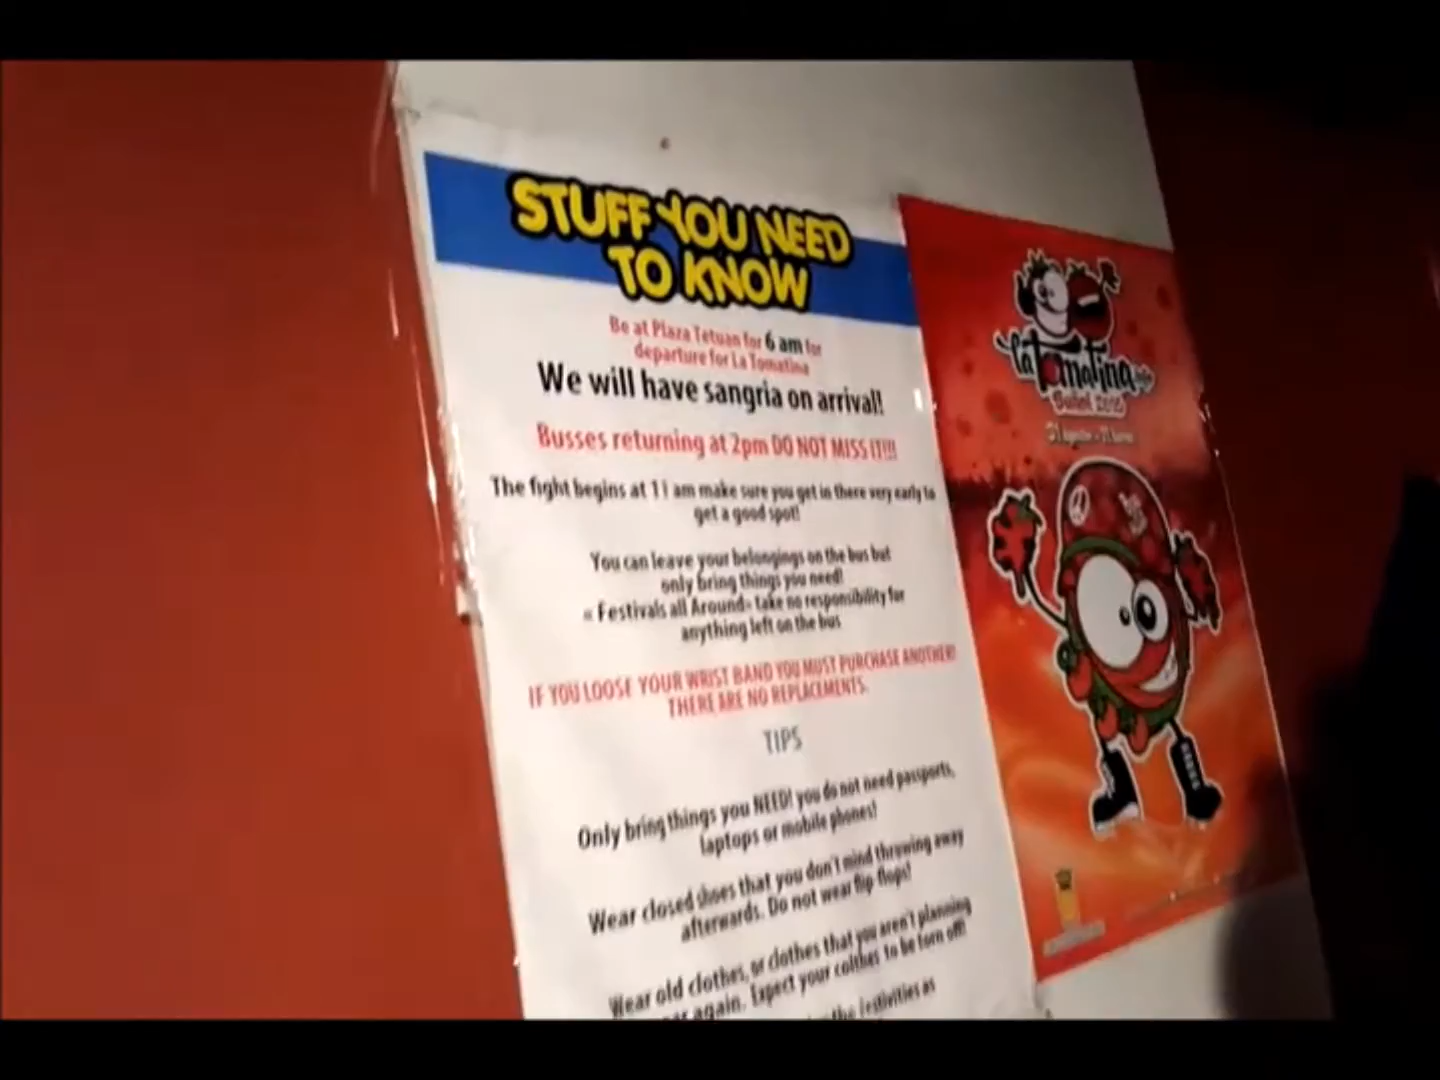 STUFF YOU NEED
TO KNOW
Be at Plaza Tetuan for 6 am for
departure for La Tomatina
We will have sangria on arrival!
Busses returning at 2pm DO NOT MISS IT!!!
The fight begins at 11 am make sure you get in there very early to
get a good spot!
You can leave your belongings on the bus but
only bring things you need!
« Festivals all Around» take no responsibility for
anything left on the bus
IF YOU LOOSE YOUR WRIST BAND YOU MUST PURCHASE ANOTHER!
THERE ARE NO REPLACEMENTS.
TIPS
Only bring things you NEED! you do not need passports,
laptops or mobile phones!
Wear closed shoes that you don't mind throwing away
afterwards. Do not wear flip flops!
Wear old clothes, or clothes that you aren't planning
again. Expect your colthes to be torn off!
the festivities as
la Tomatina
Buñol